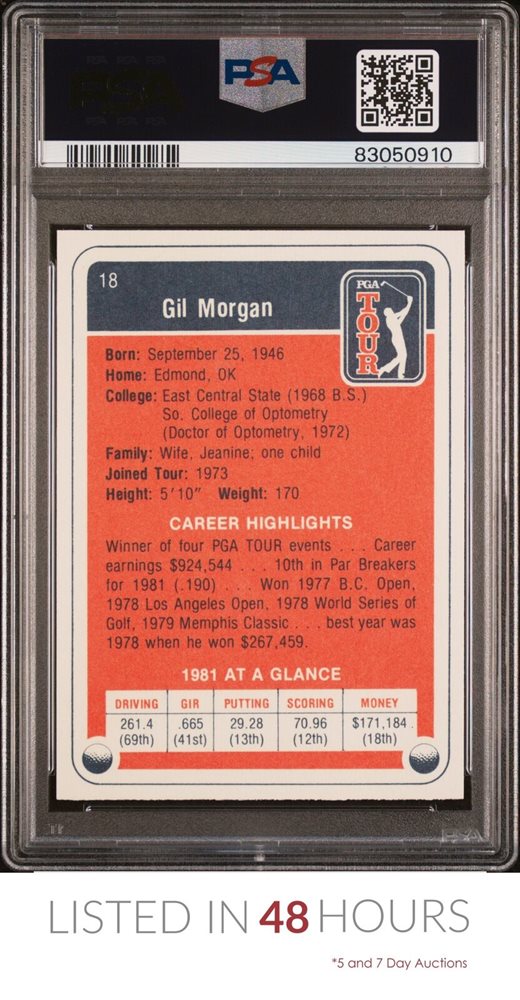 PSA
83050910
18
Gil Morgan
PGA
TOUR
Born: September 25, 1946
Home: Edmond, OK
College: East Central State (1968 B.S.)
So. College of Optometry
(Doctor of Optometry, 1972)
Family: Wife, Jeanine; one child
Joined Tour: 1973
Height: 5'10" Weight: 170
CAREER HIGHLIGHTS
Winner of four PGA TOUR events . . . Career
earnings $924,544 . . . 10th in Par Breakers
for 1981 (.190) . . . Won 1977 B.C. Open,
1978 Los Angeles Open, 1978 World Series of
Golf, 1979 Memphis Classic . . . best year was
1978 when he won $267,459.
1981 AT A GLANCE
DRIVING GIR PUTTING SCORING MONEY
261.4 .665 29.28 70.96 $171,184
(69th) (41st) (13th) (12th) (18th)
PSA
LISTED IN 48 HOURS
*5 and 7 Day Auctions